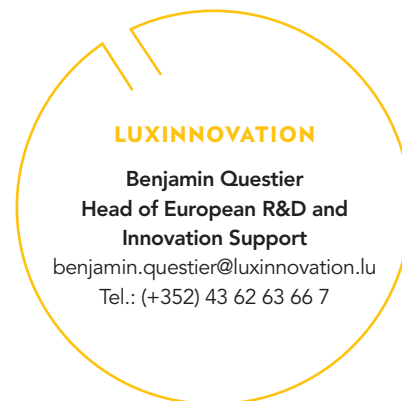 LUXINNOVATION
Benjamin Questier
Head of European R&D and
Innovation Support
benjamin.questier@luxinnovation.lu
Tel.: (+352) 43 62 63 66 7